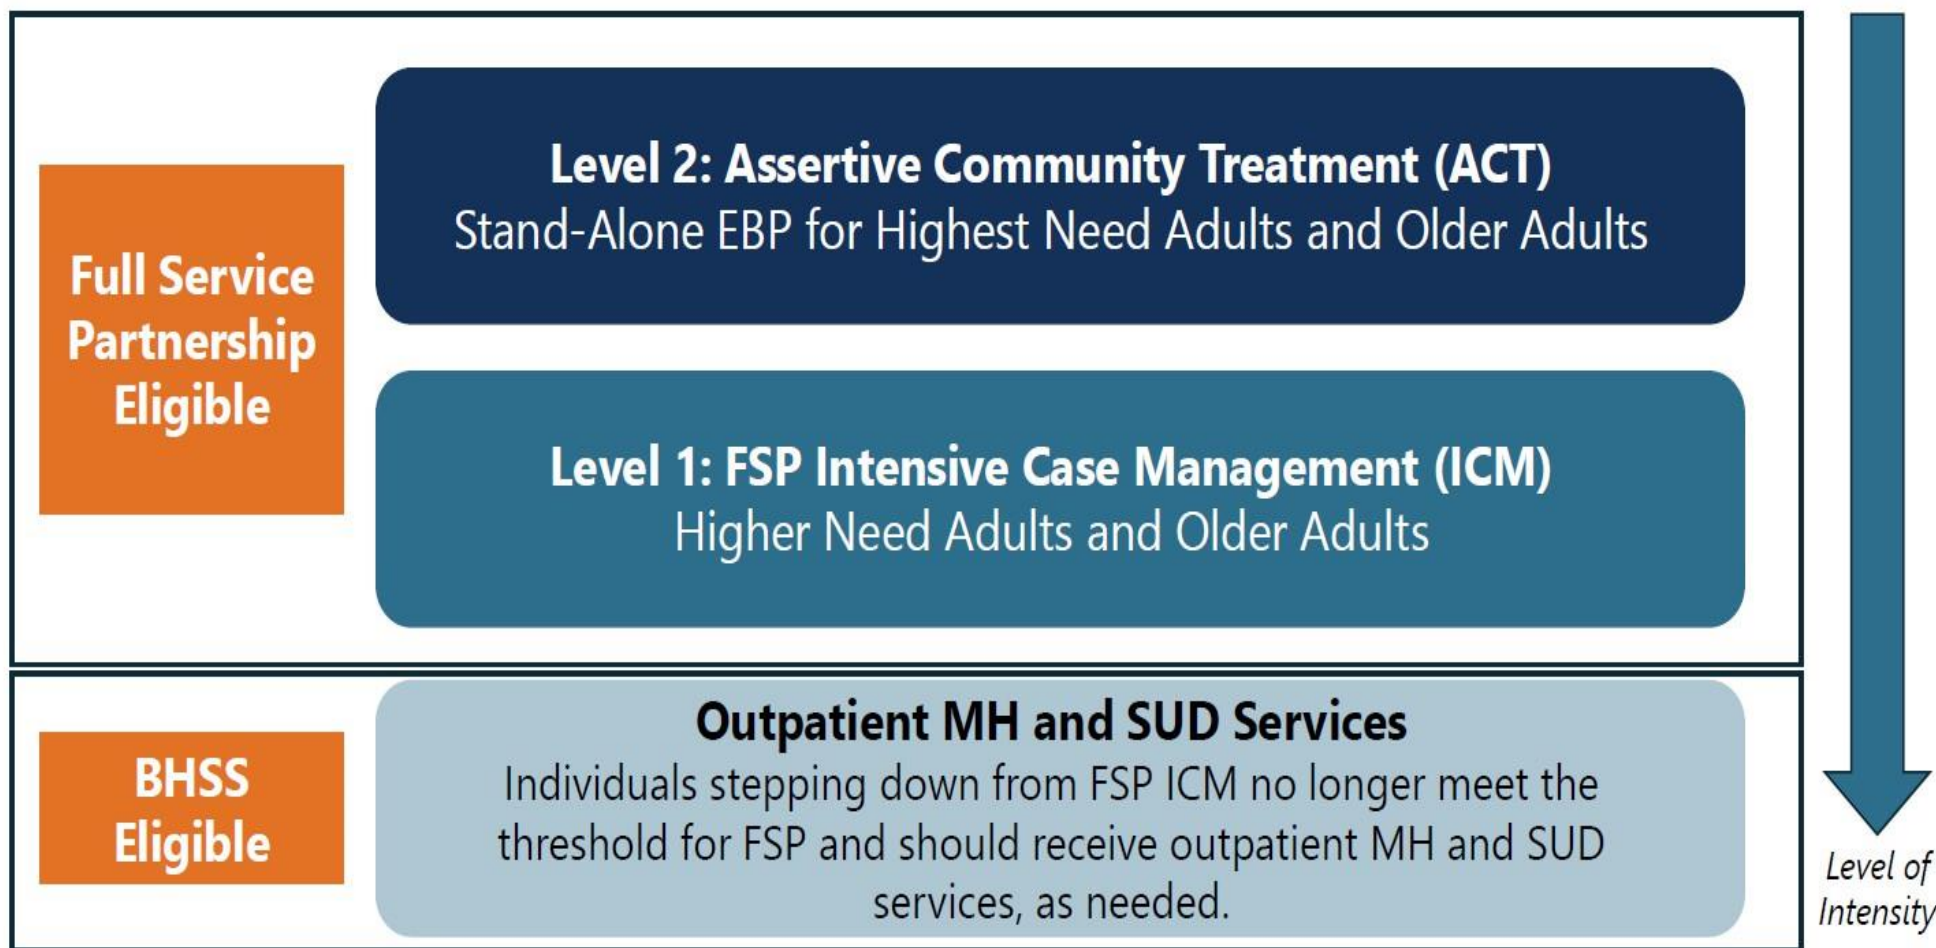 Full Service
Partnership
Eligible
Level 2: Assertive Community Treatment (ACT)
Stand-Alone EBP for Highest Need Adults and Older Adults
Level 1: FSP Intensive Case Management (ICM)
Higher Need Adults and Older Adults
BHSS
Eligible
Outpatient MH and SUD Services
Individuals stepping down from FSP ICM no longer meet the
threshold for FSP and should receive outpatient MH and SUD
services, as needed.
Level of
Intensity